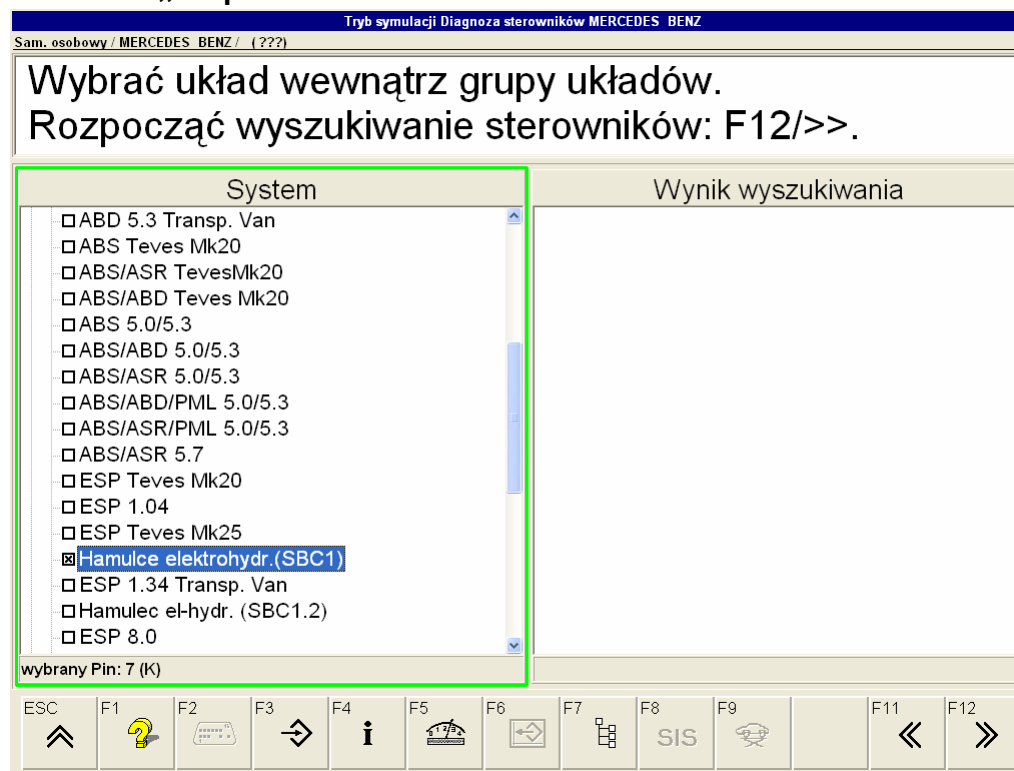 Tryb symulacji Diagnoza sterowników MERCEDES BENZ
Sam. osobowy / MERCEDES BENZ / (???)
Wybrać układ wewnątrz grupy układów.
Rozpocząć wyszukiwanie sterowników: F12/>>.
System
ABD 5.3 Transp. Van
ABS Teves Mk20
ABS/ASR TevesMk20
ABS/ABD Teves Mk20
ABS 5.0/5.3
ABS/ABD 5.0/5.3
ABS/ASR 5.0/5.3
ABS/ABD/PML 5.0/5.3
ABS/ASR/PML 5.0/5.3
ABS/ASR 5.7
ESP Teves Mk20
ESP 1.04
ESP Teves Mk25
Hamulce elektrohydr.(SBC1)
ESP 1.34 Transp. Van
Hamulec el-hydr. (SBC1.2)
ESP 8.0
wybrany Pin: 7 (K)
Wynik wyszukiwania
ESC F1 F2 F3 F4 F5 F6 F7 F8 F9 F11 F12
i SIS